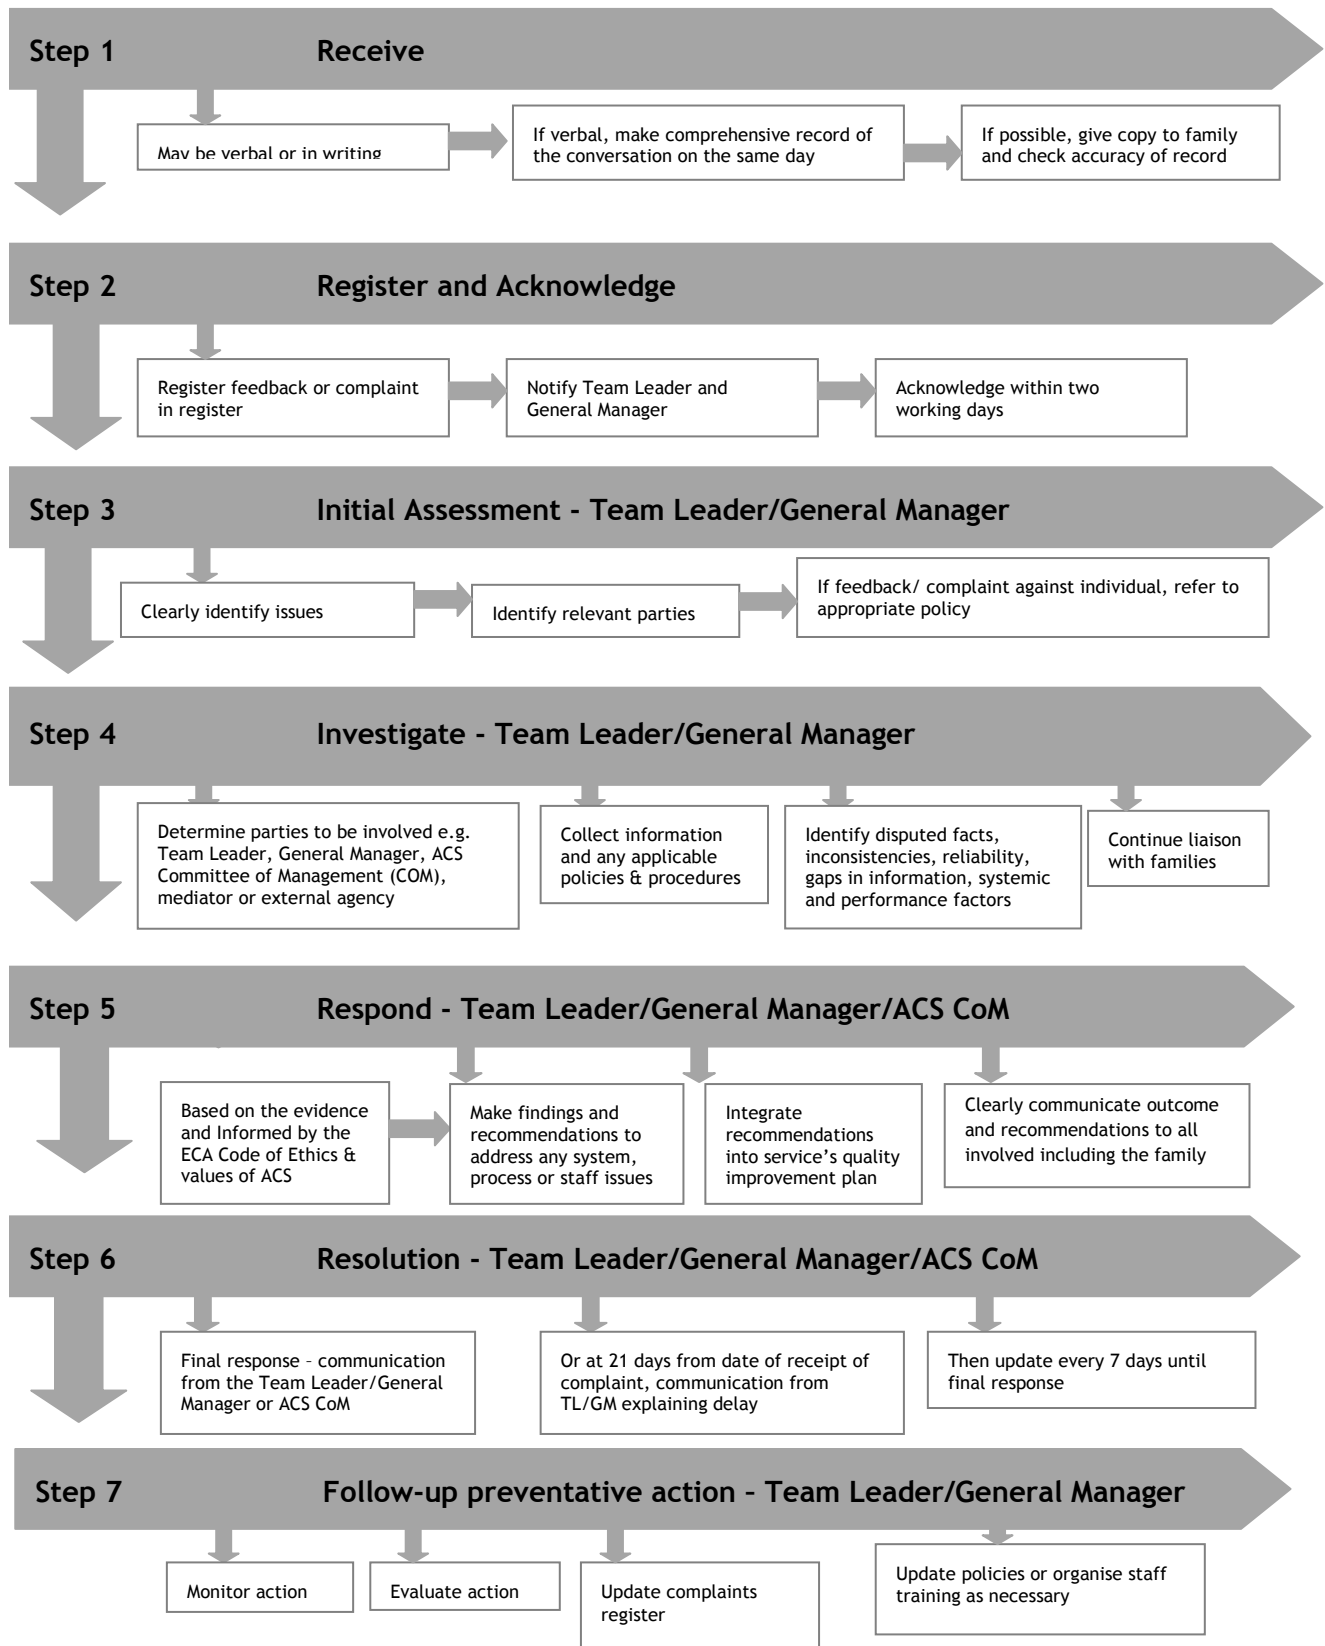 Step 1 Receive
May be verbal or in writing
If verbal, make comprehensive record of
the conversation on the same day
If possible, give copy to family
and check accuracy of record
Step 2 Register and Acknowledge
Register feedback or complaint
in register
Notify Team Leader and
General Manager
Acknowledge within two
working days
Step 3 Initial Assessment - Team Leader/General Manager
Clearly identify issues
Identify relevant parties
If feedback/ complaint against individual, refer to
appropriate policy
Step 4 Investigate - Team Leader/General Manager
Determine parties to be involved e.g.
Team Leader, General Manager, ACS
Committee of Management (COM),
mediator or external agency
Collect information
and any applicable
policies & procedures
Identify disputed facts,
inconsistencies, reliability,
gaps in information, systemic
and performance factors
Continue liaison
with families
Step 5 Respond - Team Leader/General Manager/ACS CoM
Based on the evidence
and Informed by the
ECA Code of Ethics &
values of ACS
Make findings and
recommendations to
address any system,
process or staff issues
Integrate
recommendations
into service's quality
improvement plan
Clearly communicate outcome
and recommendations to all
involved including the family
Step 6 Resolution - Team Leader/General Manager/ACS CoM
Final response – communication
from the Team Leader/General
Manager or ACS CoM
Or at 21 days from date of receipt of
complaint, communication from
TL/GM explaining delay
Then update every 7 days until
final response
Step 7 Follow-up preventative action – Team Leader/General Manager
Monitor action
Evaluate action
Update complaints
register
Update policies or organise staff
training as necessary